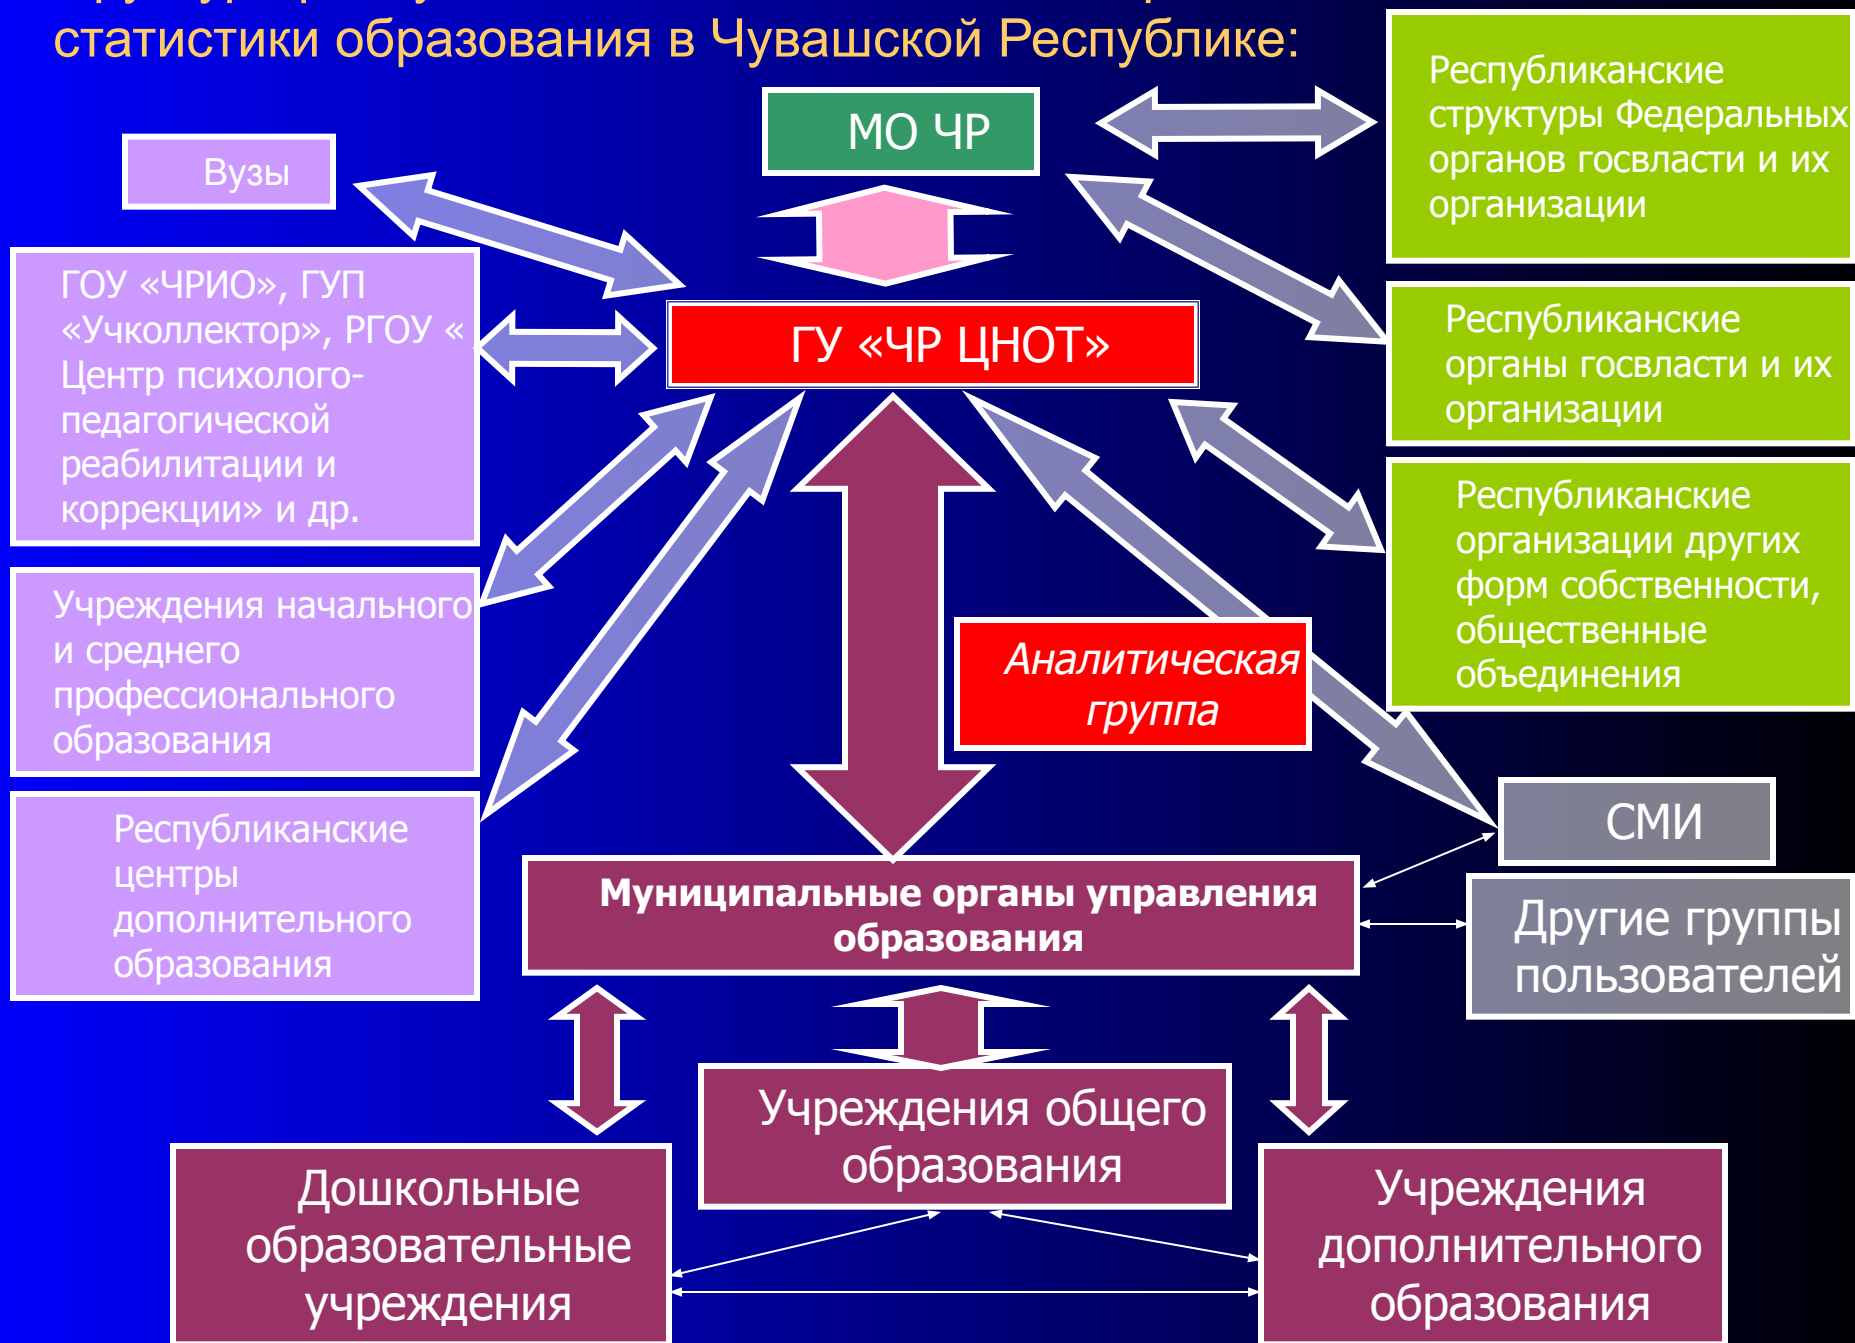 статистики образования в Чувашской Республике:
МО ЧР
Вузы
ГОУ «ЧРИО», ГУП
«Учколлектор», РГОУ «
Центр психолого-
педагогической
реабилитации и
коррекции» и др.
Учреждения начального
и среднего
профессионального
образования
Республиканские
центры
дополнительного
образования
ГУ «ЧР ЦНОТ»
Аналитическая
группа
Республиканские
структуры Федеральных
органов госвласти и их
организации
Республиканские
органы госвласти и их
организации
Республиканские
организации других
форм собственности,
общественные
объединения
СМИ
Другие группы
пользователей
Муниципальные органы управления
образования
Учреждения общего
образования
Дошкольные
образовательные
учреждения
Учреждения
дополнительного
образования